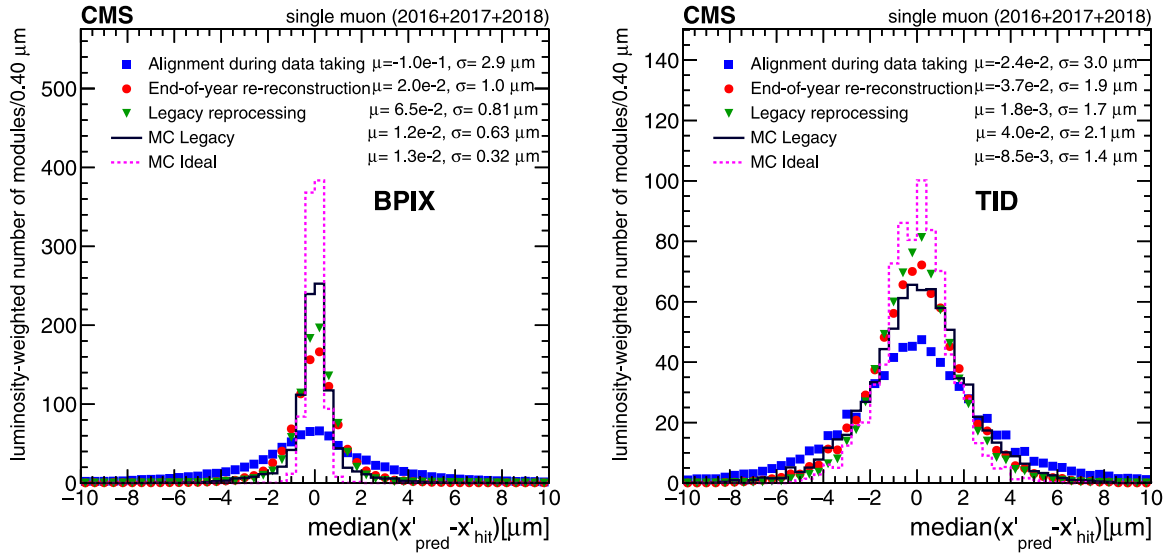 CMS single muon (2016+2017+2018)
luminosity-weighted number of modules/0.40 μm
500
400
300
200
100
0
Alignment during data taking μ=-1.0e-1, σ= 2.9 μm
End-of-year re-reconstruction μ= 2.0e-2, σ= 1.0 μm
Legacy reprocessing μ= 6.5e-2, σ= 0.81 μm
MC Legacy μ= 1.2e-2, σ= 0.63 μm
MC Ideal μ= 1.3e-2, σ= 0.32 μm
BPIX
−10 −8 −6 −4 −2 0 2 4 6 8 10
median(x'pred-x'hit)[μm]
CMS single muon (2016+2017+2018)
luminosity-weighted number of modules/0.40 μm
140
120
100
80
60
40
20
0
Alignment during data taking μ=-2.4e-2, σ= 3.0 μm
End-of-year re-reconstruction μ=-3.7e-2, σ= 1.9 μm
Legacy reprocessing μ= 1.8e-3, σ= 1.7 μm
MC Legacy μ= 4.0e-2, σ= 2.1 μm
MC Ideal μ=-8.5e-3, σ= 1.4 μm
TID
−10 −8 −6 −4 −2 0 2 4 6 8 10
median(x'pred-x'hit)[μm]